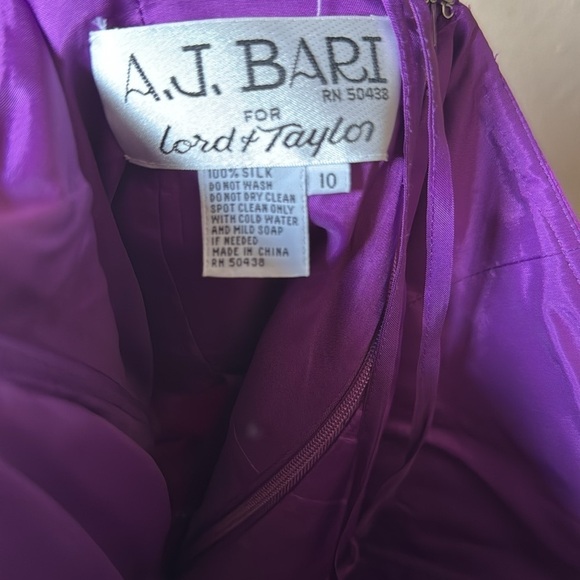 A.J. BARI
RN 50438
FOR
Lord & Taylor
100% SILK
DO NOT WASH
DO NOT DRY CLEAN
SPOT CLEAN ONLY
WITH COLD WATER
AND MILD SOAP
IF NEEDED
MADE IN CHINA
RN 50438
10